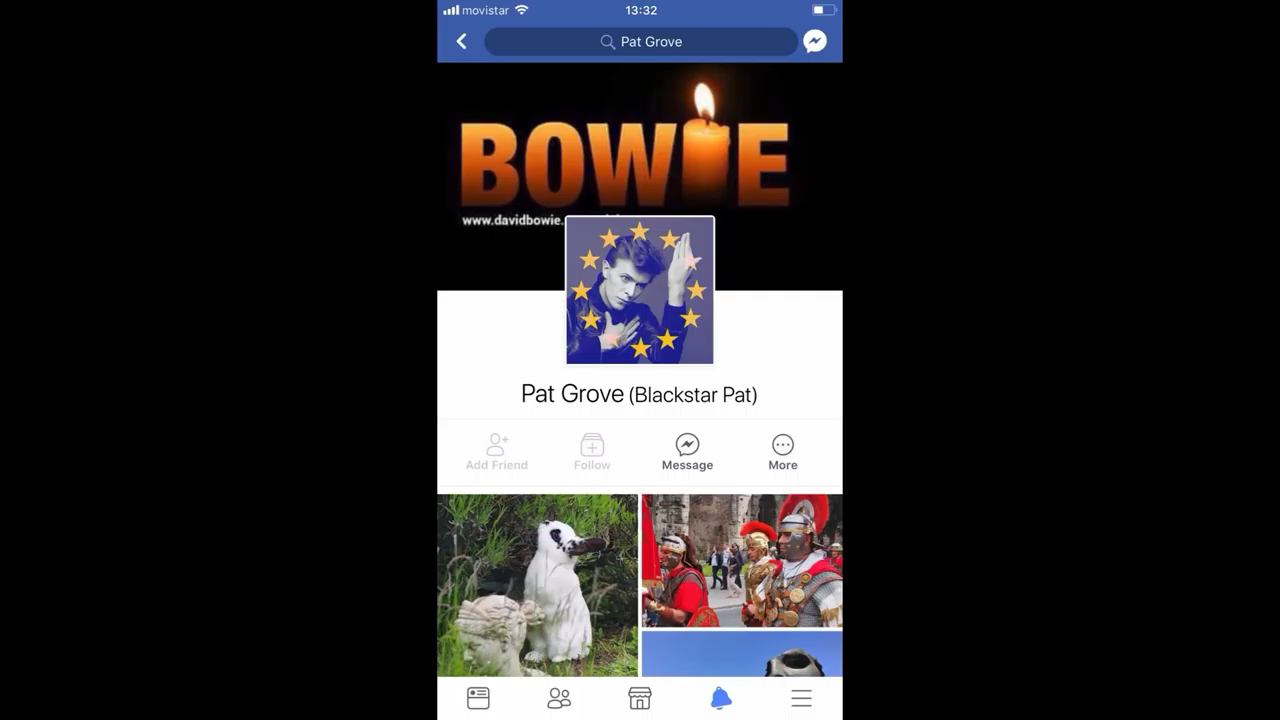 movistar 13:32
Pat Grove
BOWIE
www.davidbowie.
Pat Grove (Blackstar Pat)
Add Friend Follow Message More